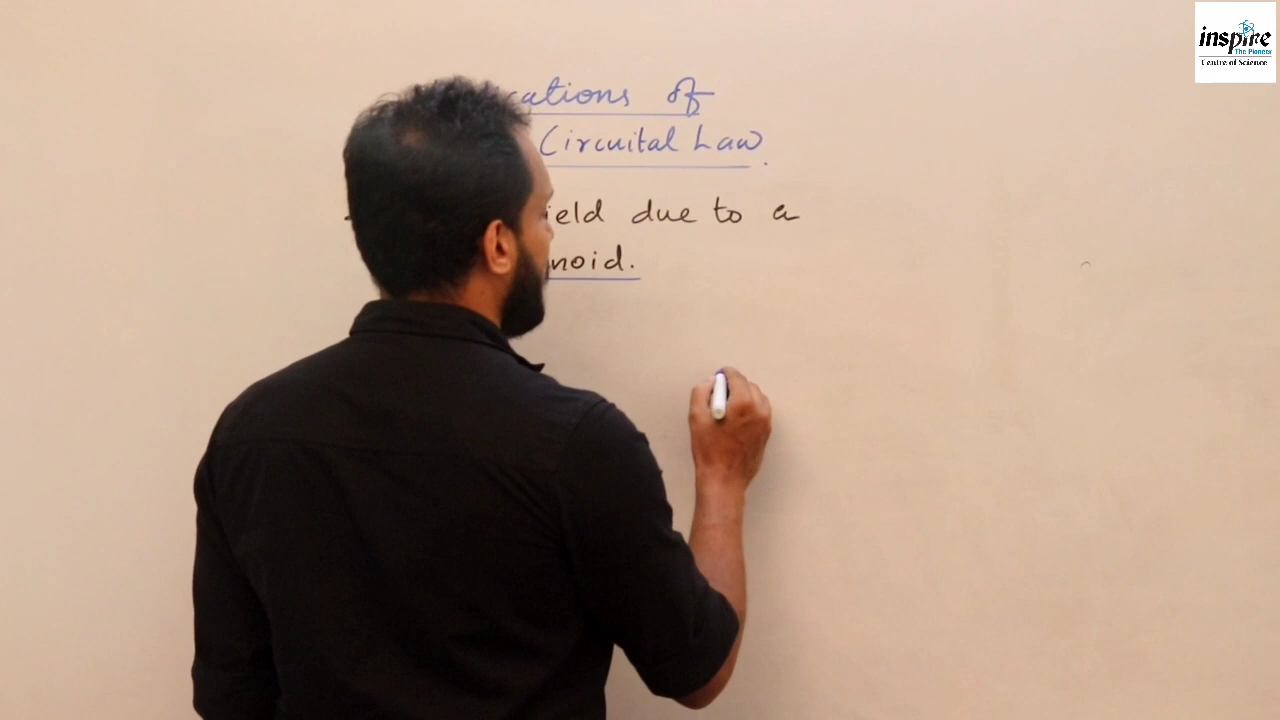 inspire
The Pioneer
Centre of Science
cations of
Circuital Law.
ield due to a
noid.